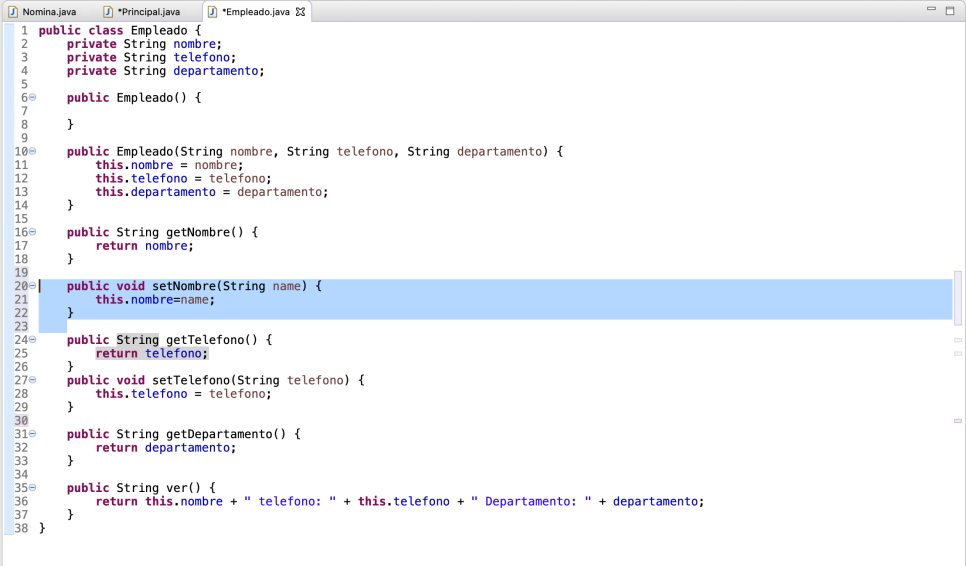 Nomina.java *Principal.java *Empleado.java
1 public class Empleado {
2 private String nombre;
3 private String telefono;
4 private String departamento;
5
6 public Empleado() {
7
8 }
9
10 public Empleado(String nombre, String telefono, String departamento) {
11 this.nombre = nombre;
12 this.telefono = telefono;
13 this.departamento = departamento;
14 }
15
16 public String getNombre() {
17 return nombre;
18 }
19
20 public void setNombre(String name) {
21 this.nombre=name;
22 }
23
24 public String getTelefono() {
25 return telefono;
26 }
27 public void setTelefono(String telefono) {
28 this.telefono = telefono;
29 }
30
31 public String getDepartamento() {
32 return departamento;
33 }
34
35 public String ver() {
36 return this.nombre + " telefono: " + this.telefono + " Departamento: " + departamento;
37 }
38 }